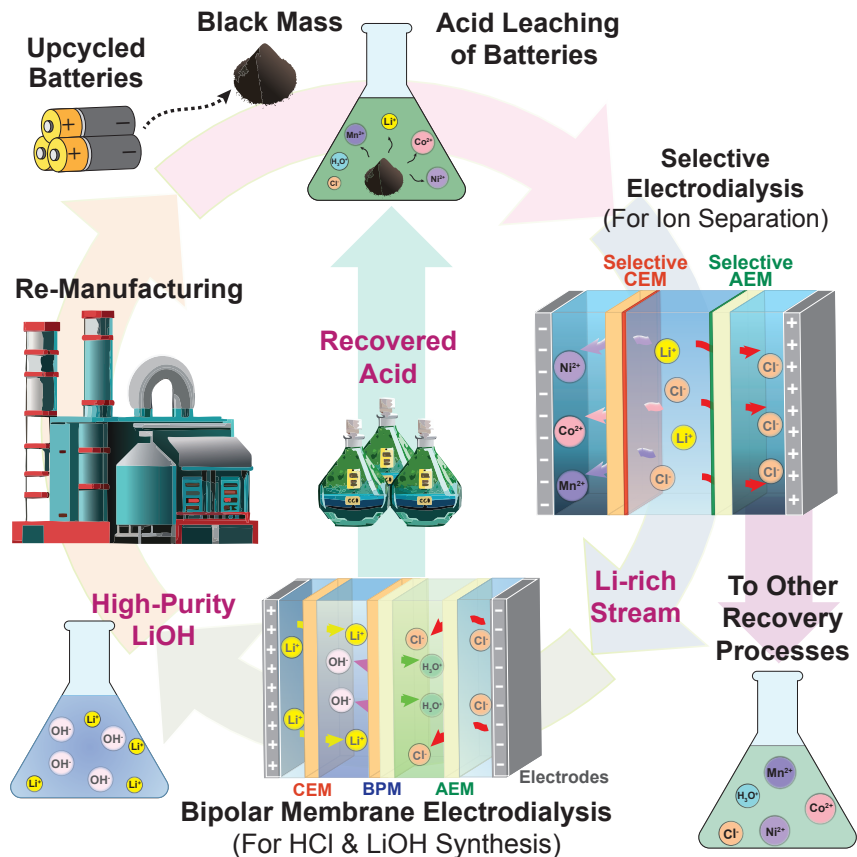 Upcycled
Batteries
Black Mass
Acid Leaching
of Batteries
+ −
+ + −
Li⁺
Mn²⁺
Co²⁺
H₃O⁺
Cl⁻
Ni²⁺
Selective
Electrodialysis
(For Ion Separation)
Selective
CEM
Selective
AEM
Ni²⁺
Li⁺
Cl⁻
Cl⁻
Co²⁺
Li⁺
Cl⁻
Mn²⁺
Cl⁻
Cl⁻
Re-Manufacturing
Recovered
Acid
Li-rich
Stream
To Other
Recovery
Processes
High-Purity
LiOH
Li⁺
Li⁺
Cl⁻
Cl⁻
OH⁻
H₃O⁺
OH⁻
H₃O⁺
Li⁺
Li⁺
Cl⁻
Cl⁻
CEM
BPM
AEM
Electrodes
Bipolar Membrane Electrodialysis
(For HCl & LiOH Synthesis)
OH⁻
Li⁺
OH⁻
Li⁺
OH⁻
OH⁻
Li⁺
Li⁺
Mn²⁺
H₃O⁺
Co²⁺
Cl⁻
Ni²⁺